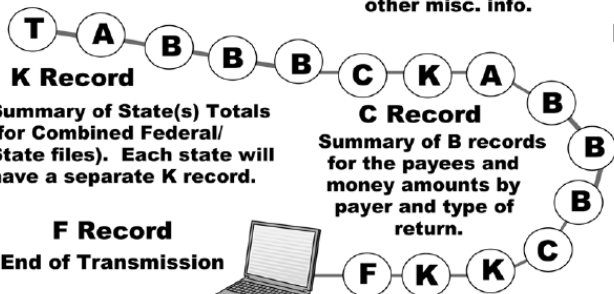 other misc. info.
T A B B B C K A B B B C K K F
K Record
Summary of State(s) Totals
for Combined Federal/
State files). Each state will
have a separate K record.
C Record
Summary of B records
for the payees and
money amounts by
payer and type of
return.
F Record
End of Transmission